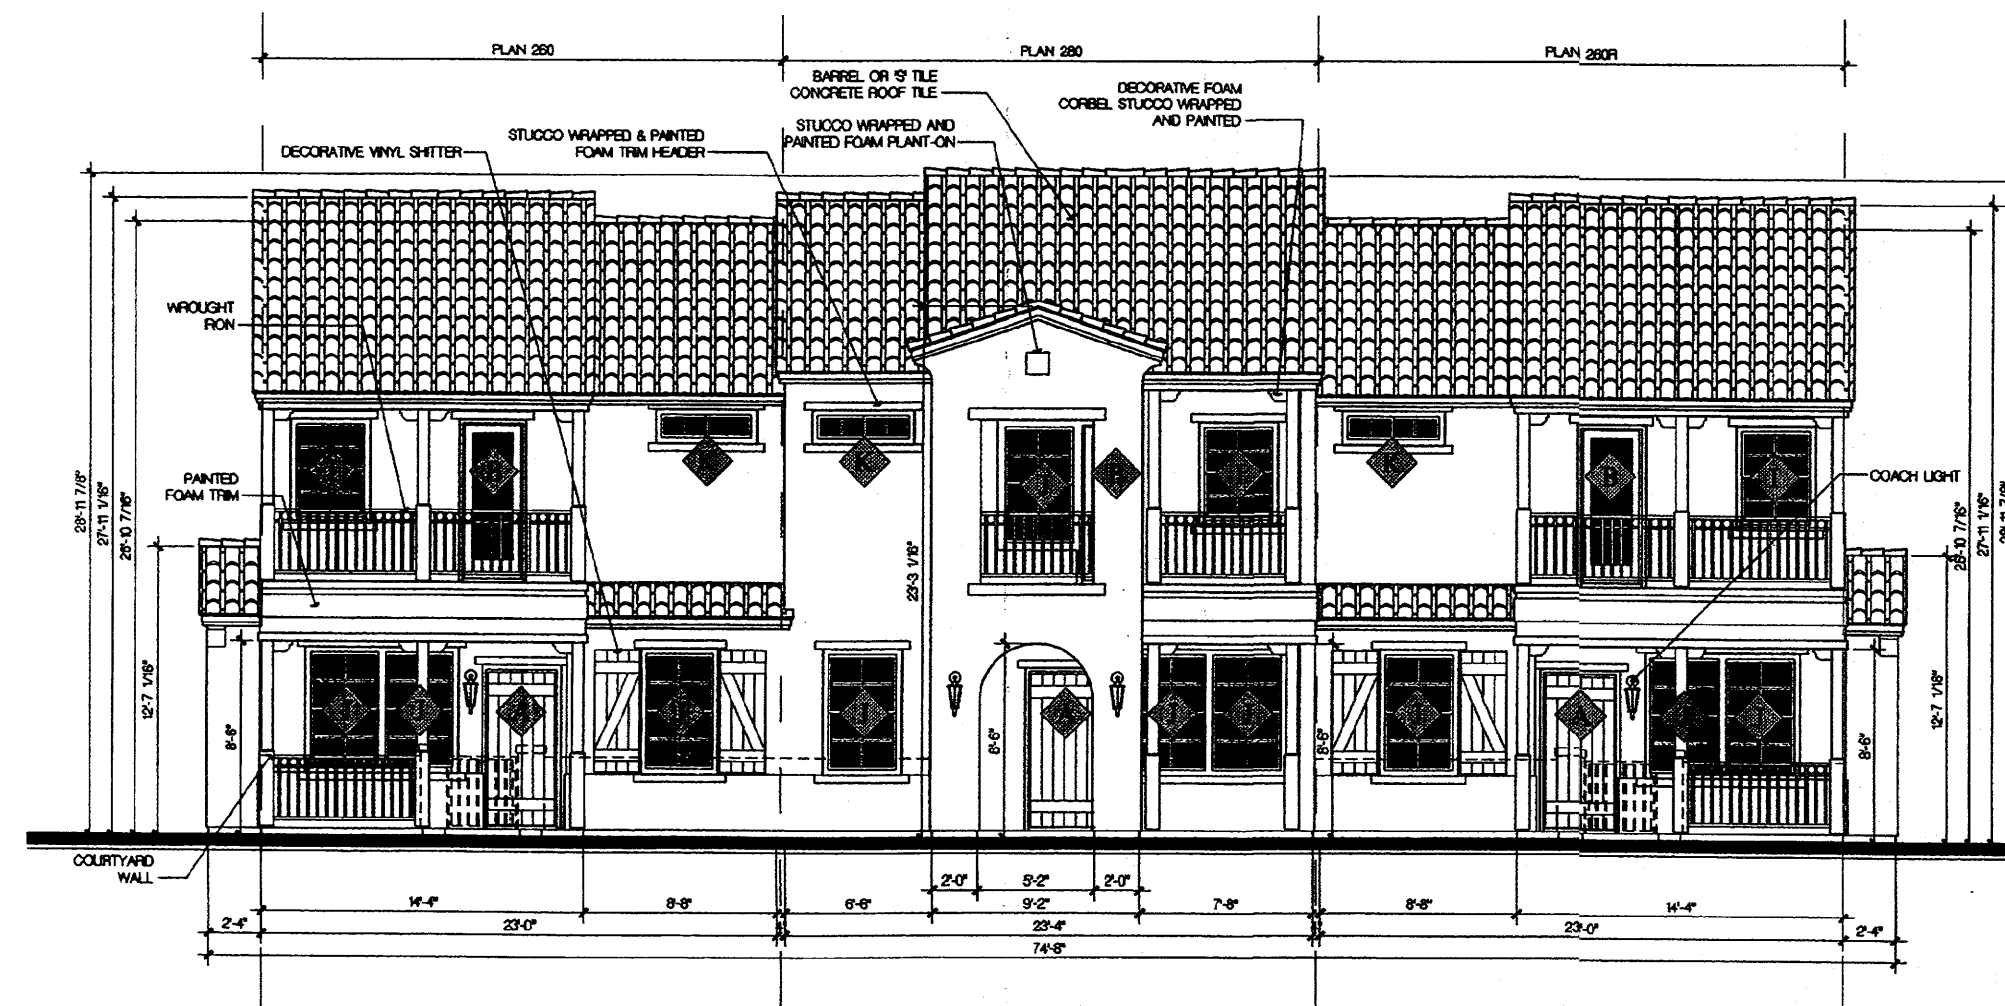 PLAN 260
PLAN 280
PLAN 260R
BARREL OR 'S' TILE
CONCRETE ROOF TILE
DECORATIVE FOAM
CORBEL STUCCO WRAPPED
AND PAINTED
STUCCO WRAPPED & PAINTED
FOAM TRIM HEADER
STUCCO WRAPPED AND
PAINTED FOAM PLANT-ON
DECORATIVE VINYL SHITTER
WROUGHT
IRON
PAINTED
FOAM TRIM
COACH LIGHT
COURTYARD
WALL
28'-11 7/8"
27'-11 1/16"
26'-10 7/16"
12'-7 1/16"
8'-6"
23'-3 1/16"
8'-6"
8'-6"
8'-6"
12'-7 1/16"
26'-10 7/16"
27'-11 1/16"
K
K
K
B
B
A
A
A
J
J
2'-0"
5'-2"
2'-0"
14'-4"
8'-8"
6'-6"
9'-2"
7'-8"
8'-8"
14'-4"
2'-4"
23'-0"
23'-4"
23'-0"
2'-4"
74'-8"